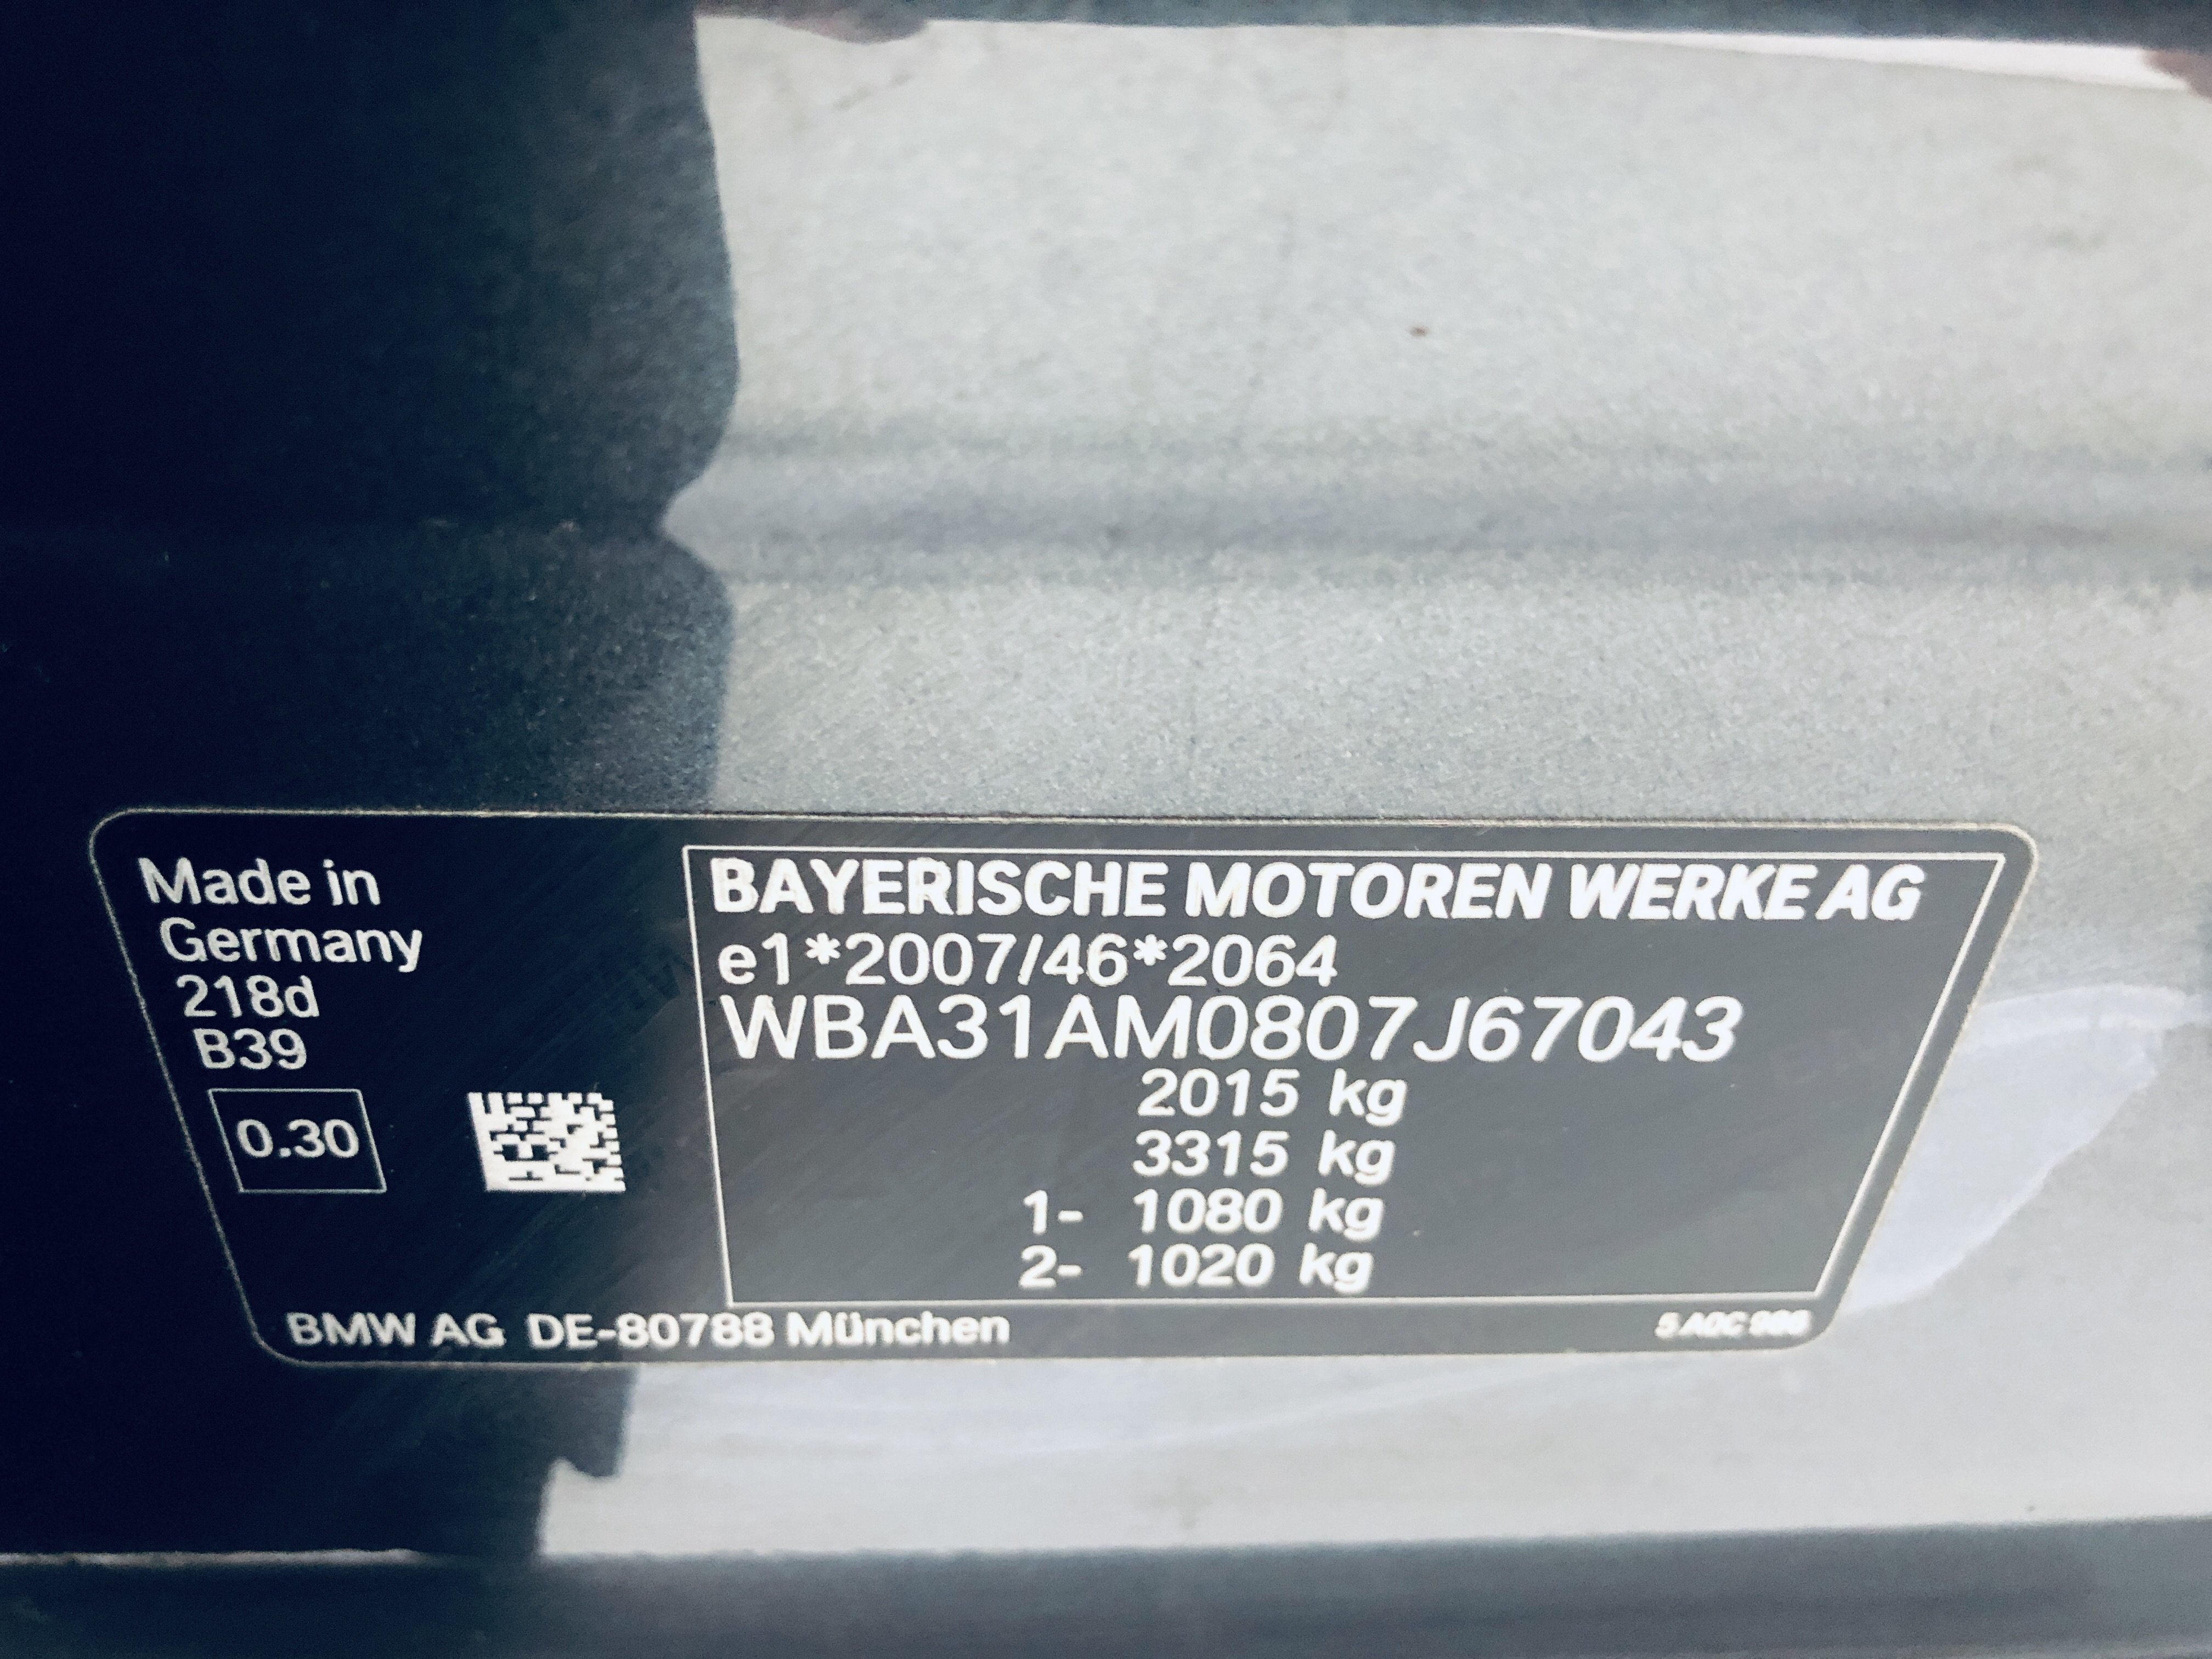 Made in
Germany
218d
B39
0.30
BAYERISCHE MOTOREN WERKE AG
e1*2007/46*2064
WBA31AM0807J67043
2015 kg
3315 kg
1- 1080 kg
2- 1020 kg
BMW AG DE-80788 München